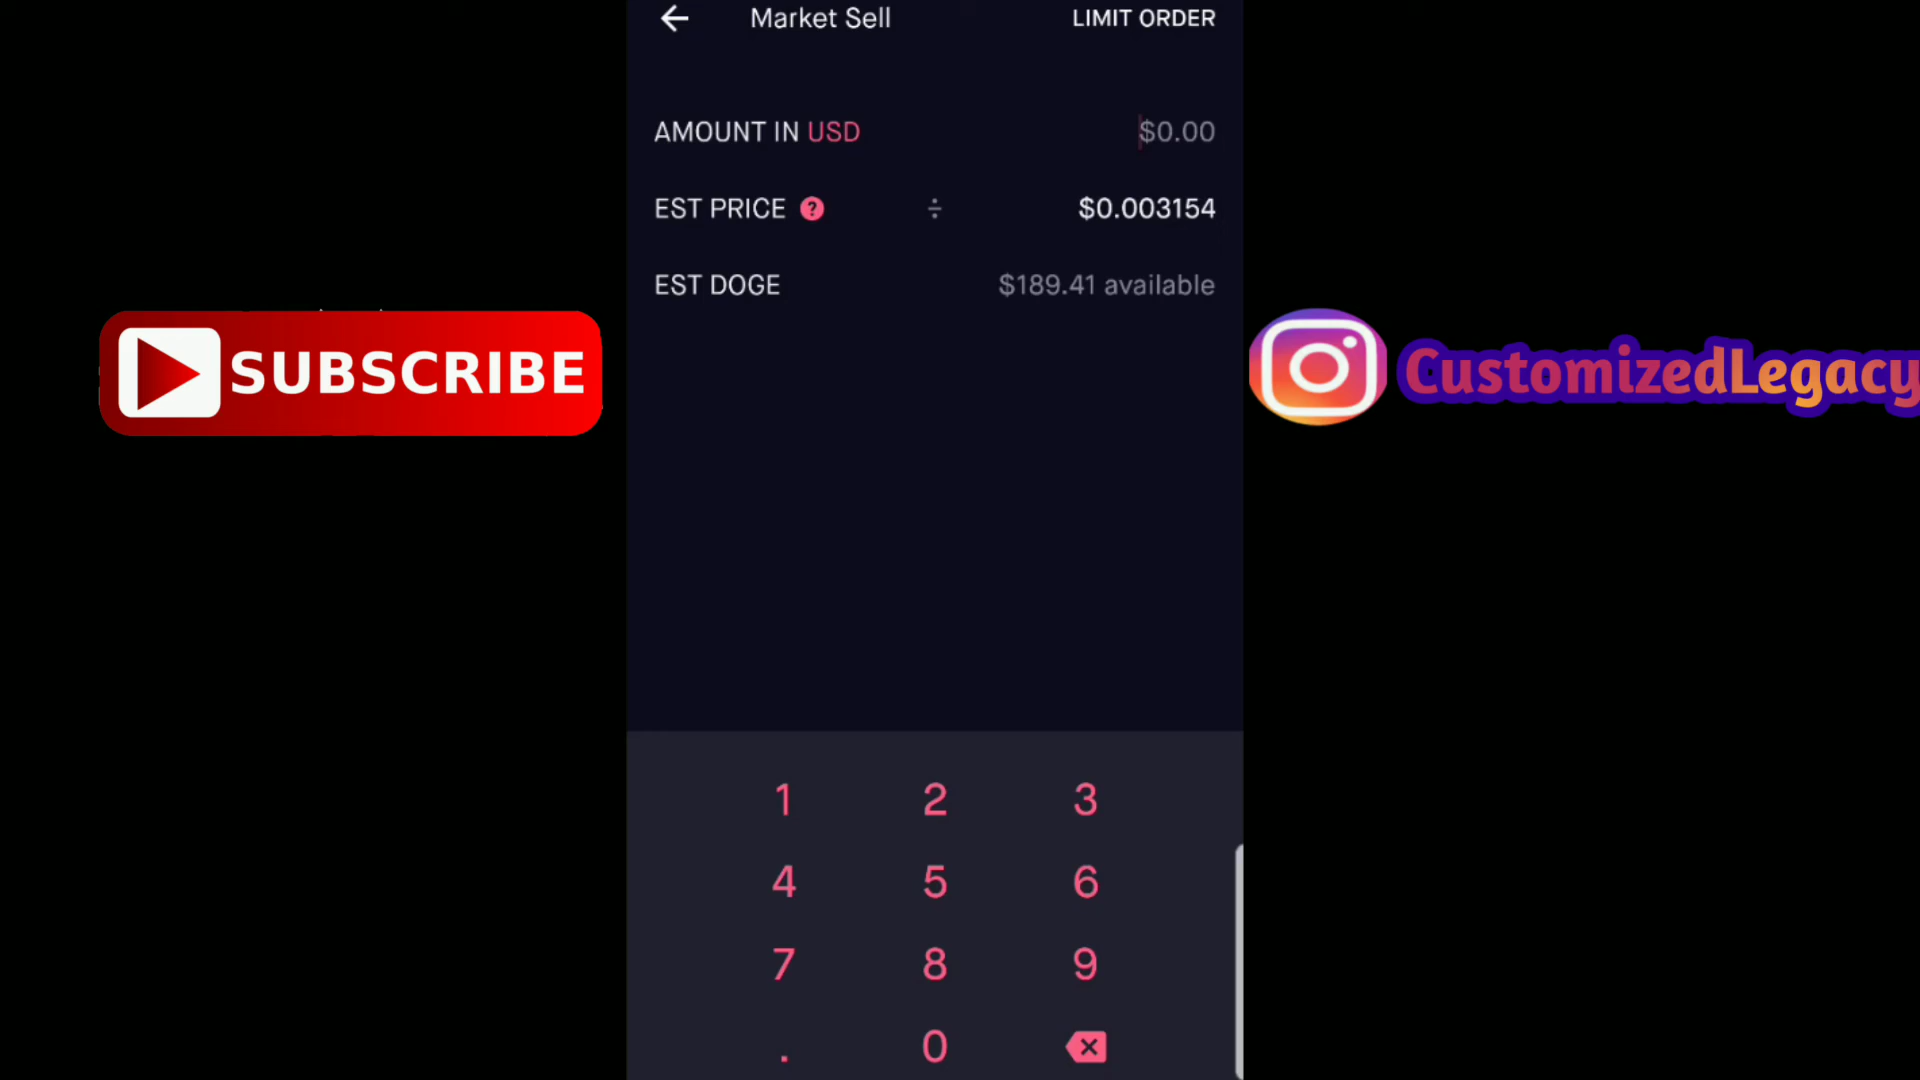 Market Sell LIMIT ORDER
AMOUNT IN USD $0.00
EST PRICE ? ÷ $0.003154
EST DOGE $189.41 available
SUBSCRIBE
CustomizedLegacy
1 2 3
4 5 6
7 8 9
. 0